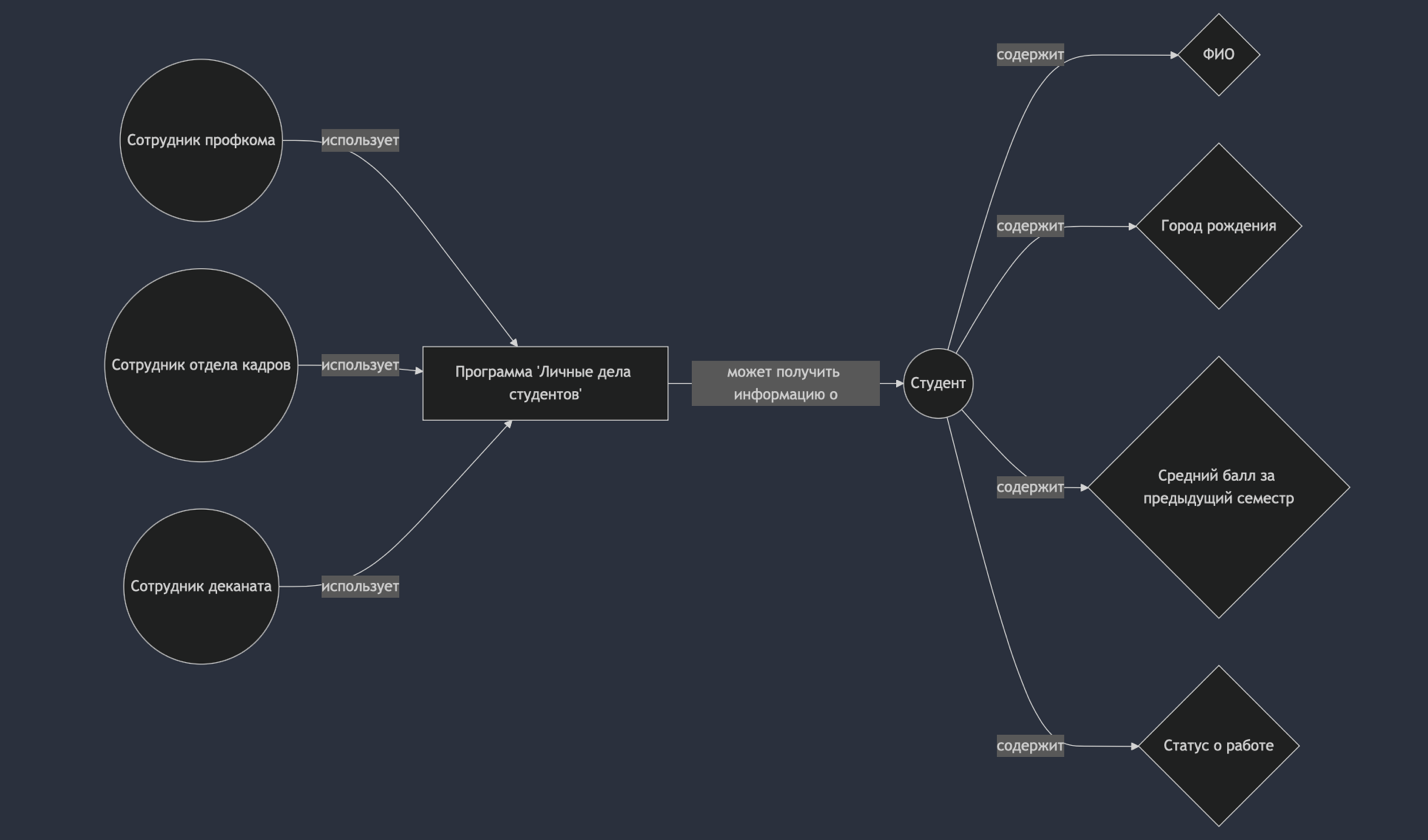 Сотрудник профкома
использует
Сотрудник отдела кадров
использует
Сотрудник деканата
использует
Программа 'Личные дела
студентов'
может получить
информацию о
Студент
содержит
ФИО
содержит
Город рождения
содержит
Средний балл за
предыдущий семестр
содержит
Статус о работе